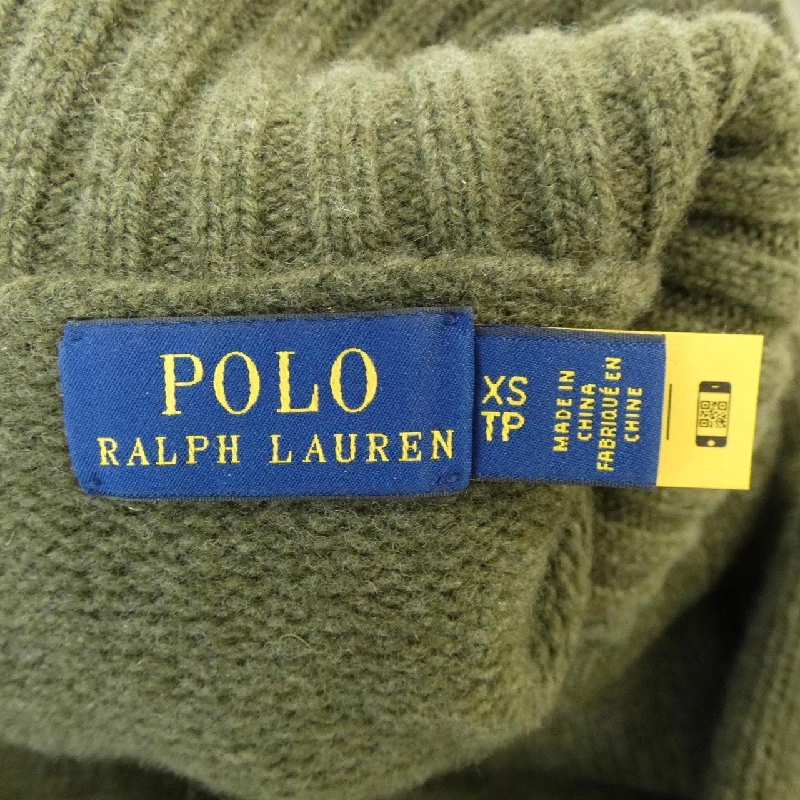 POLO
RALPH LAUREN
XS
TP
MADE IN
CHINA
FABRIQUÉ EN
CHINE